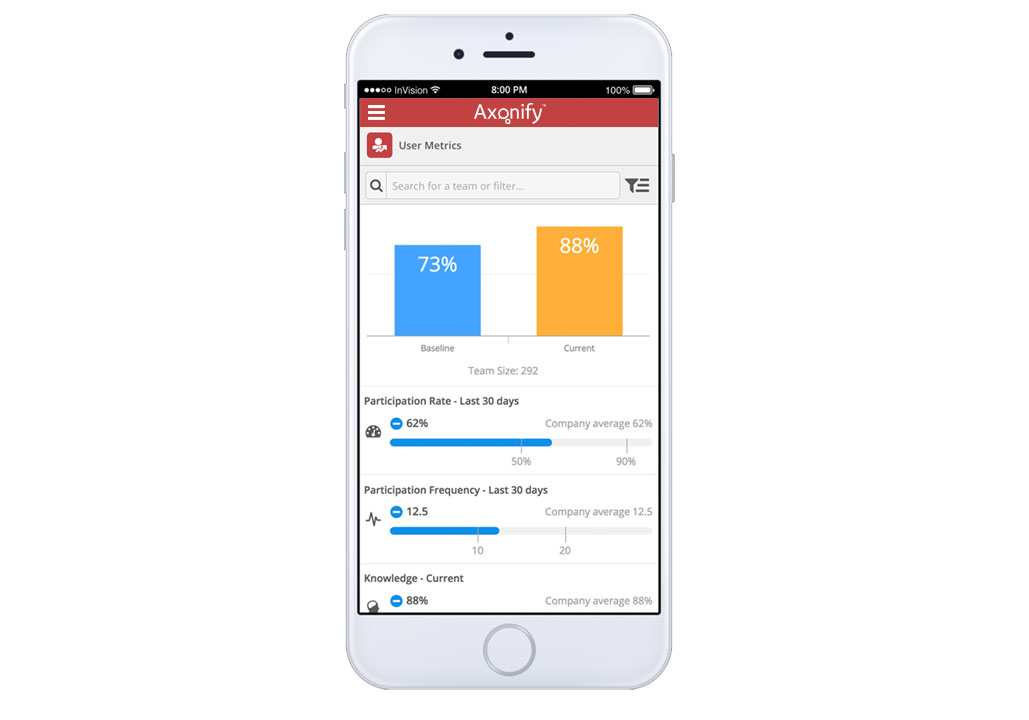 InVision 8:00 PM 100%
Axonify™
User Metrics
Search for a team or filter...
73% 88%
Baseline Current
Team Size: 292
Participation Rate - Last 30 days
62% Company average 62%
50% 90%
Participation Frequency - Last 30 days
12.5 Company average 12.5
10 20
Knowledge - Current
88% Company average 88%